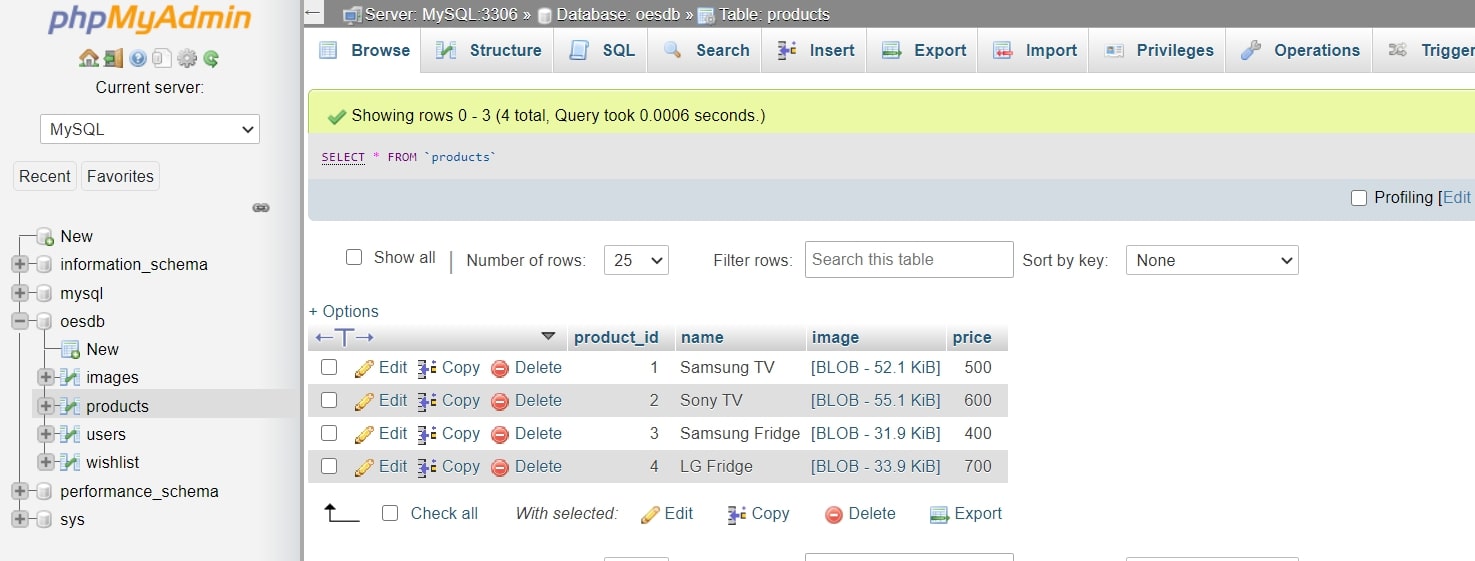 phpMyAdmin
Current server:
MySQL
Recent Favorites
New
information_schema
mysql
oesdb
New
images
products
users
wishlist
performance_schema
sys
Server: MySQL:3306 » Database: oesdb » Table: products
Browse Structure SQL Search Insert Export Import Privileges Operations Trigger
Showing rows 0 - 3 (4 total, Query took 0.0006 seconds.)
SELECT * FROM `products`
Profiling [Edit
Show all | Number of rows: 25 Filter rows: Search this table Sort by key: None
+ Options
←T→ product_id name image price
Edit Copy Delete 1 Samsung TV [BLOB - 52.1 KiB] 500
Edit Copy Delete 2 Sony TV [BLOB - 55.1 KiB] 600
Edit Copy Delete 3 Samsung Fridge [BLOB - 31.9 KiB] 400
Edit Copy Delete 4 LG Fridge [BLOB - 33.9 KiB] 700
Check all With selected: Edit Copy Delete Export